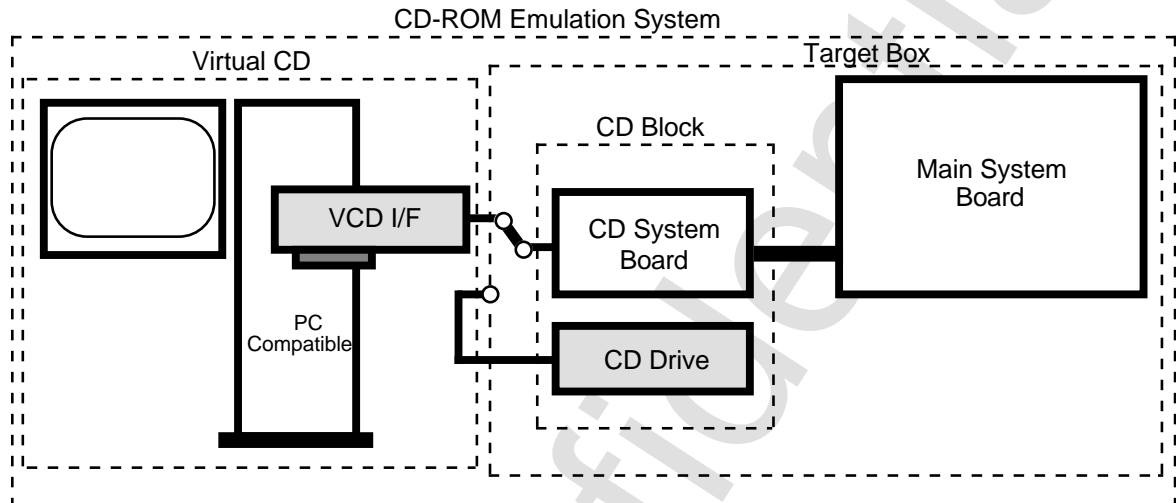 CD-ROM Emulation System
Virtual CD
Target Box
CD Block
Main System
Board
VCD I/F
CD System
Board
PC
Compatible
CD Drive